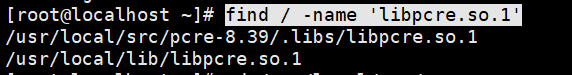 [root@localhost ~]# find / -name 'libpcre.so.1'
/usr/local/src/pcre-8.39/.libs/libpcre.so.1
/usr/local/lib/libpcre.so.1